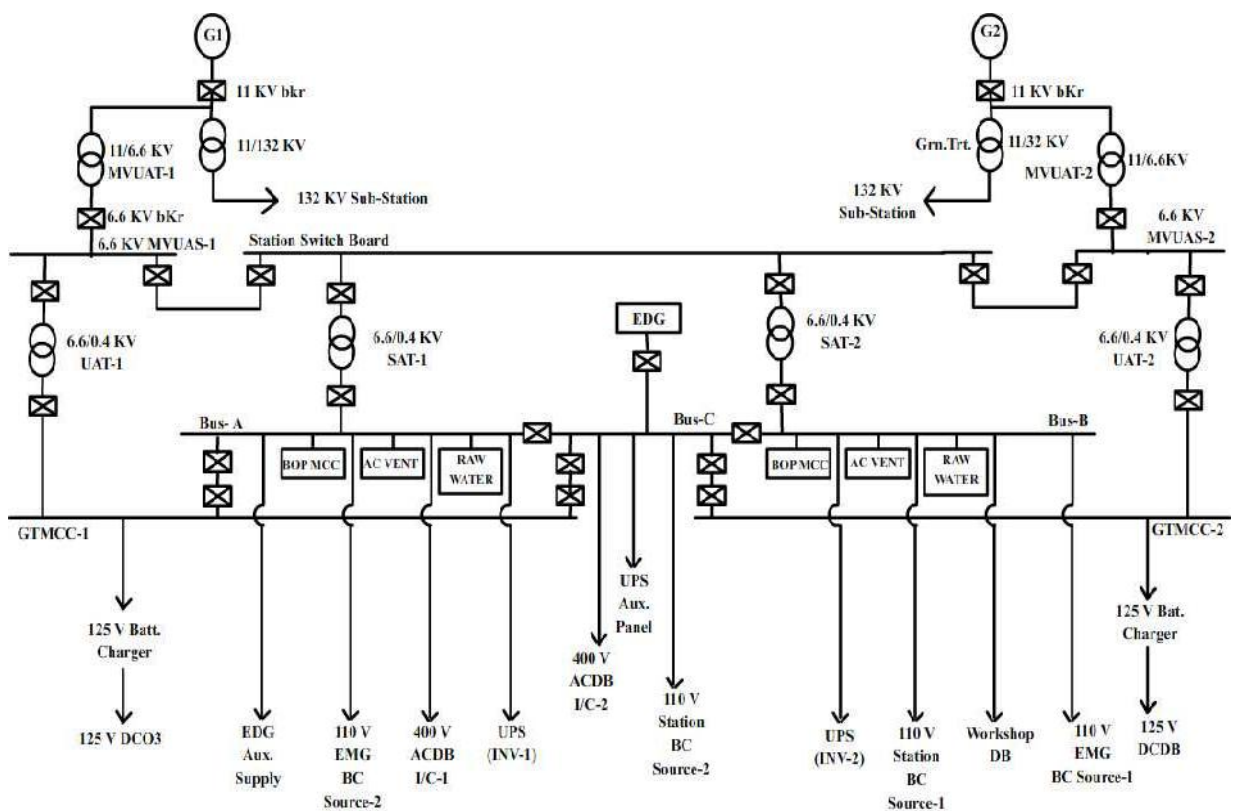 G1
G2
11 KV bkr
11 KV bKr
11/6.6 KV
MVUAT-1
11/132 KV
Grn.Trt.
11/32 KV
11/6.6KV
MVUAT-2
132 KV Sub-Station
132 KV
Sub-Station
6.6 KV bKr
6.6 KV MVUAS-1
Station Switch Board
6.6 KV
MVUAS-2
EDG
6.6/0.4 KV
UAT-1
6.6/0.4 KV
SAT-1
6.6/0.4 KV
SAT-2
6.6/0.4 KV
UAT-2
Bus- A
Bus-C
Bus-B
BOP MCC
AC VENT
RAW
WATER
BOP MCC
AC VENT
RAW
WATER
GTMCC-1
GTMCC-2
125 V Batt.
Charger
125 V DCO3
EDG
Aux.
Supply
110 V
EMG
BC
Source-2
400 V
ACDB
I/C-1
UPS
(INV-1)
400 V
ACDB
I/C-2
UPS
Aux.
Panel
110 V
Station
BC
Source-2
UPS
(INV-2)
110 V
Station
BC
Source-1
Workshop
DB
110 V
EMG
BC Source-1
125 V Bat.
Charger
125 V
DCDB